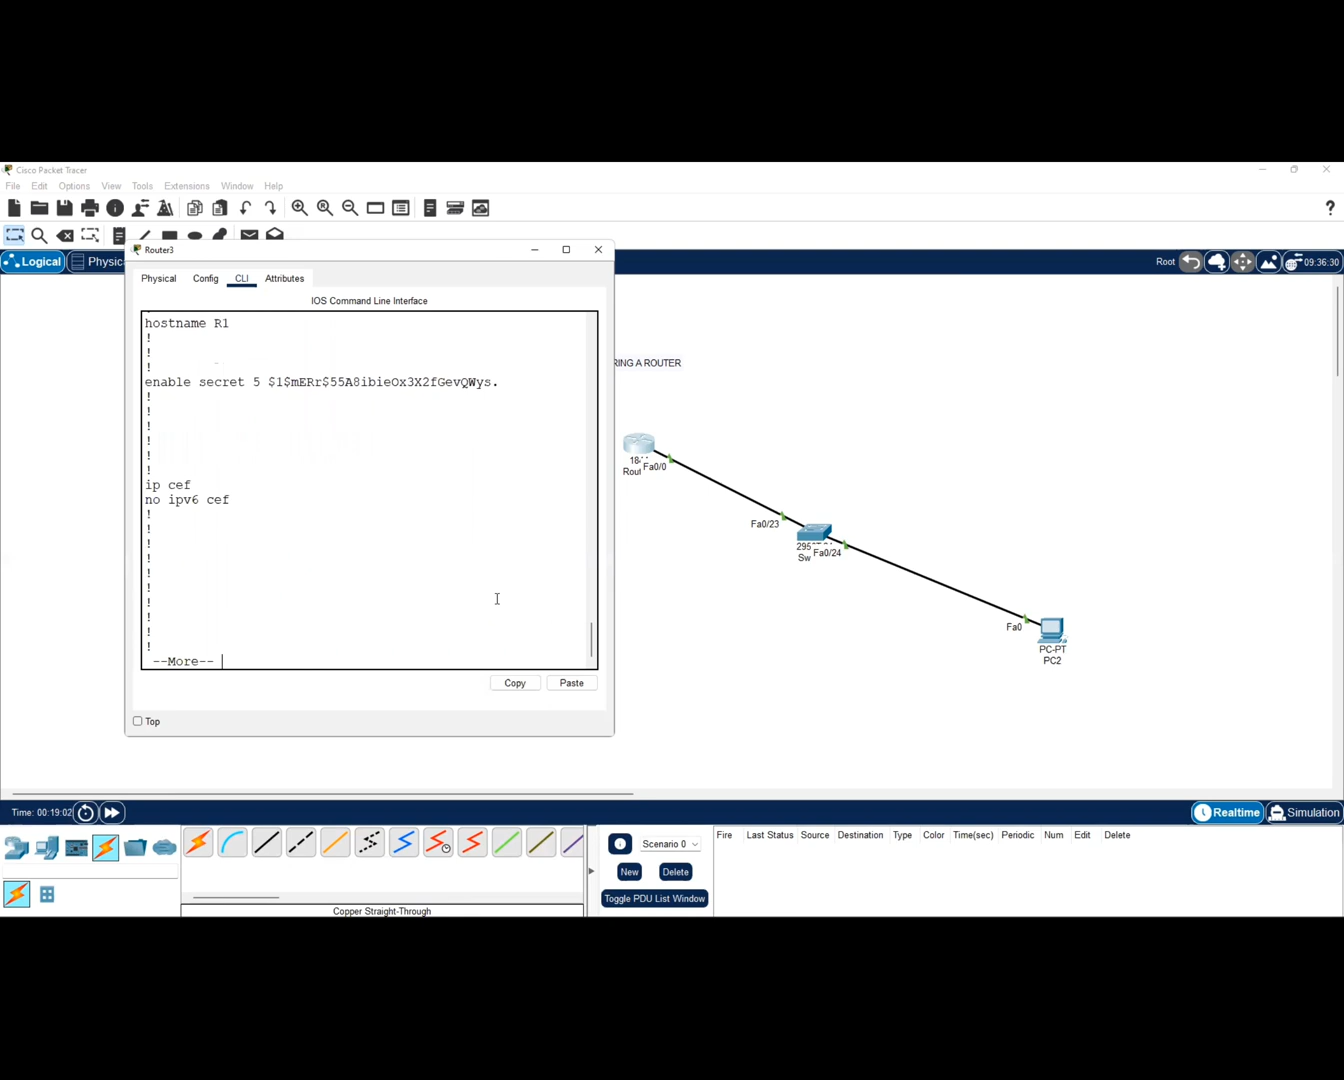 Cisco Packet Tracer
File Edit Options View Tools Extensions Window Help
?
Logical
Root
09:36:30
Router3
Physical Config CLI Attributes
IOS Command Line Interface
hostname R1
!
!
!
enable secret 5 $1$mERr$55A8ibieOx3X2fGevQWys.
!
!
!
!
!
!
ip cef
no ipv6 cef
!
!
!
!
!
!
!
!
!
!
--More--
Copy Paste
Top
A ROUTER
Fa0/0
Fa0/23
Fa0/24
Fa0
PC-PT
PC2
Time: 00:19:02
Realtime Simulation
Scenario 0
New Delete
Toggle PDU List Window
Fire Last Status Source Destination Type Color Time(sec) Periodic Num Edit Delete
Copper Straight-Through